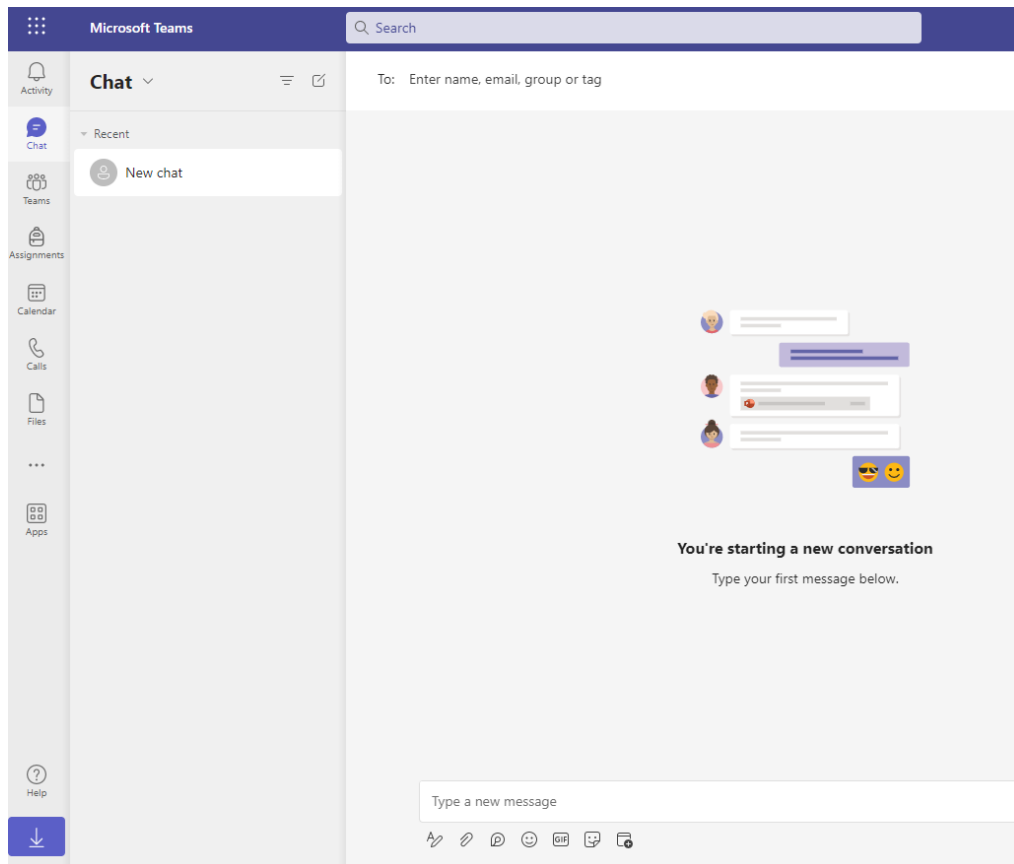 Microsoft Teams
Search
Activity
Chat
Teams
Assignments
Calendar
Calls
Files
Apps
Help
Chat
Recent
New chat
To: Enter name, email, group or tag
You're starting a new conversation
Type your first message below.
Type a new message
GIF